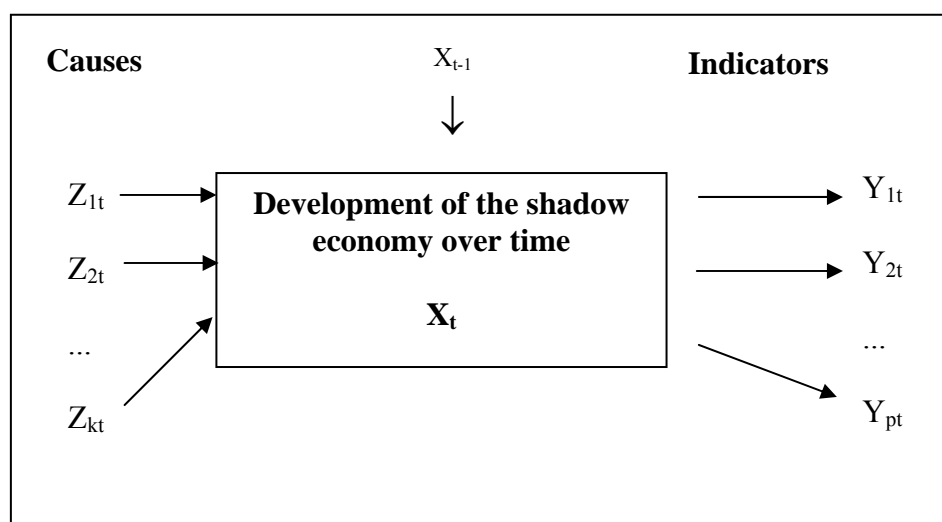 Causes
X_{t-1}
Indicators
Z_{1t}
Development of the shadow
economy over time
Y_{1t}
Z_{2t}
Y_{2t}
X_t
...
...
Z_{kt}
Y_{pt}